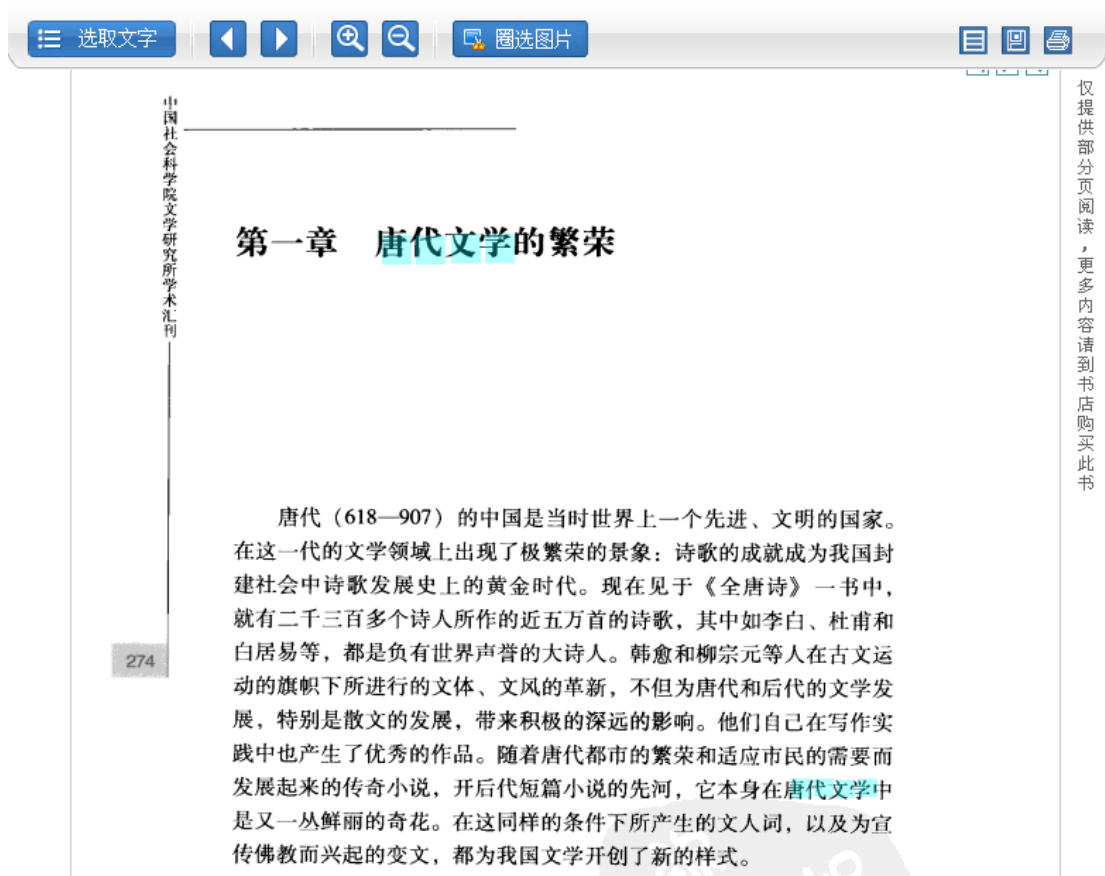 选取文字
圈选图片
仅提供部分页阅读，更多内容请到书店购买此书
中国社会科学院文学研究所学术汇刊
第一章 唐代文学的繁荣
唐代（618—907）的中国是当时世界上一个先进、文明的国家。
在这一代的文学领域上出现了极繁荣的景象：诗歌的成就成为我国封
建社会中诗歌发展史上的黄金时代。现在见于《全唐诗》一书中，
就有二千三百多个诗人所作的近五万首的诗歌，其中如李白、杜甫和
白居易等，都是负有世界声誉的大诗人。韩愈和柳宗元等人在古文运
274
动的旗帜下所进行的文体、文风的革新，不但为唐代和后代的文学发
展，特别是散文的发展，带来积极的深远的影响。他们自己在写作实
践中也产生了优秀的作品。随着唐代都市的繁荣和适应市民的需要而
发展起来的传奇小说，开后代短篇小说的先河，它本身在唐代文学中
是又一丛鲜丽的奇花。在这同样的条件下所产生的文人词，以及为宣
传佛教而兴起的变文，都为我国文学开创了新的样式。